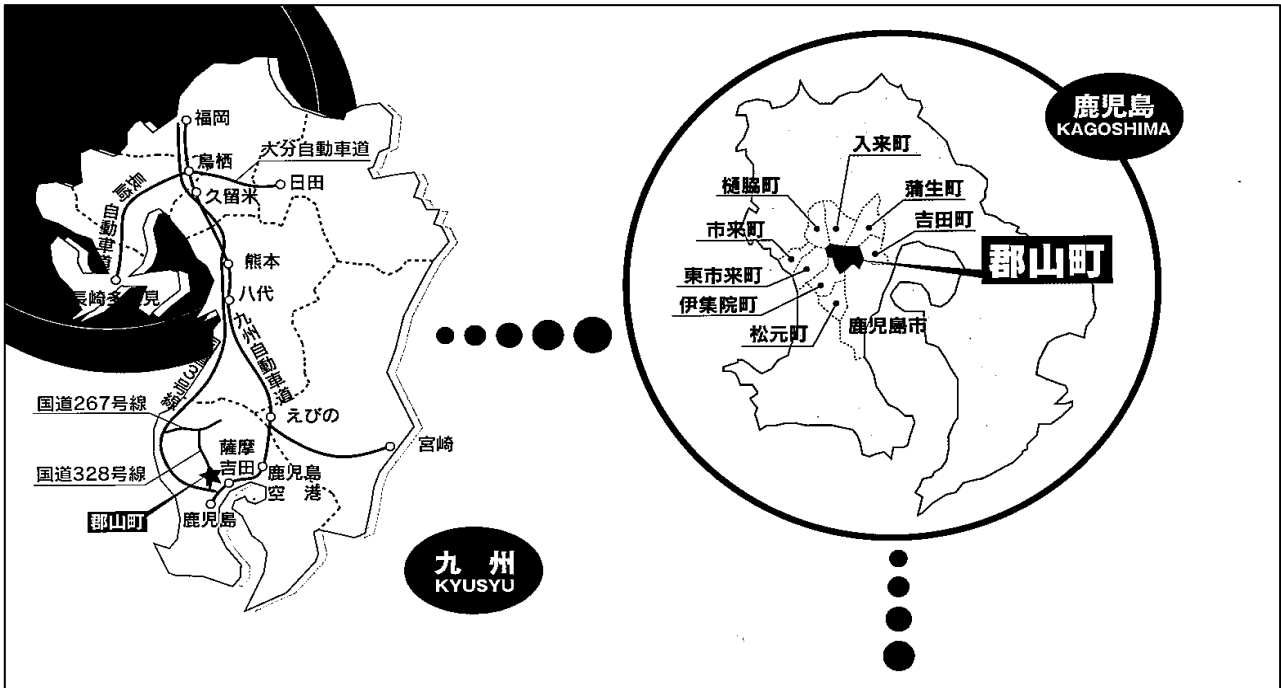 福岡
鳥栖
大分自動車道
日田
久留米
長崎
自動車道
熊本
八代
九州自動車道
国道267号線
えびの
宮崎
薩摩
吉田
国道328号線
鹿児島
空 港
郡山町
鹿児島
九 州
KYUSYU
鹿児島
KAGOSHIMA
入来町
樋脇町
蒲生町
吉田町
市来町
郡山町
東市来町
伊集院町
松元町
鹿児島市